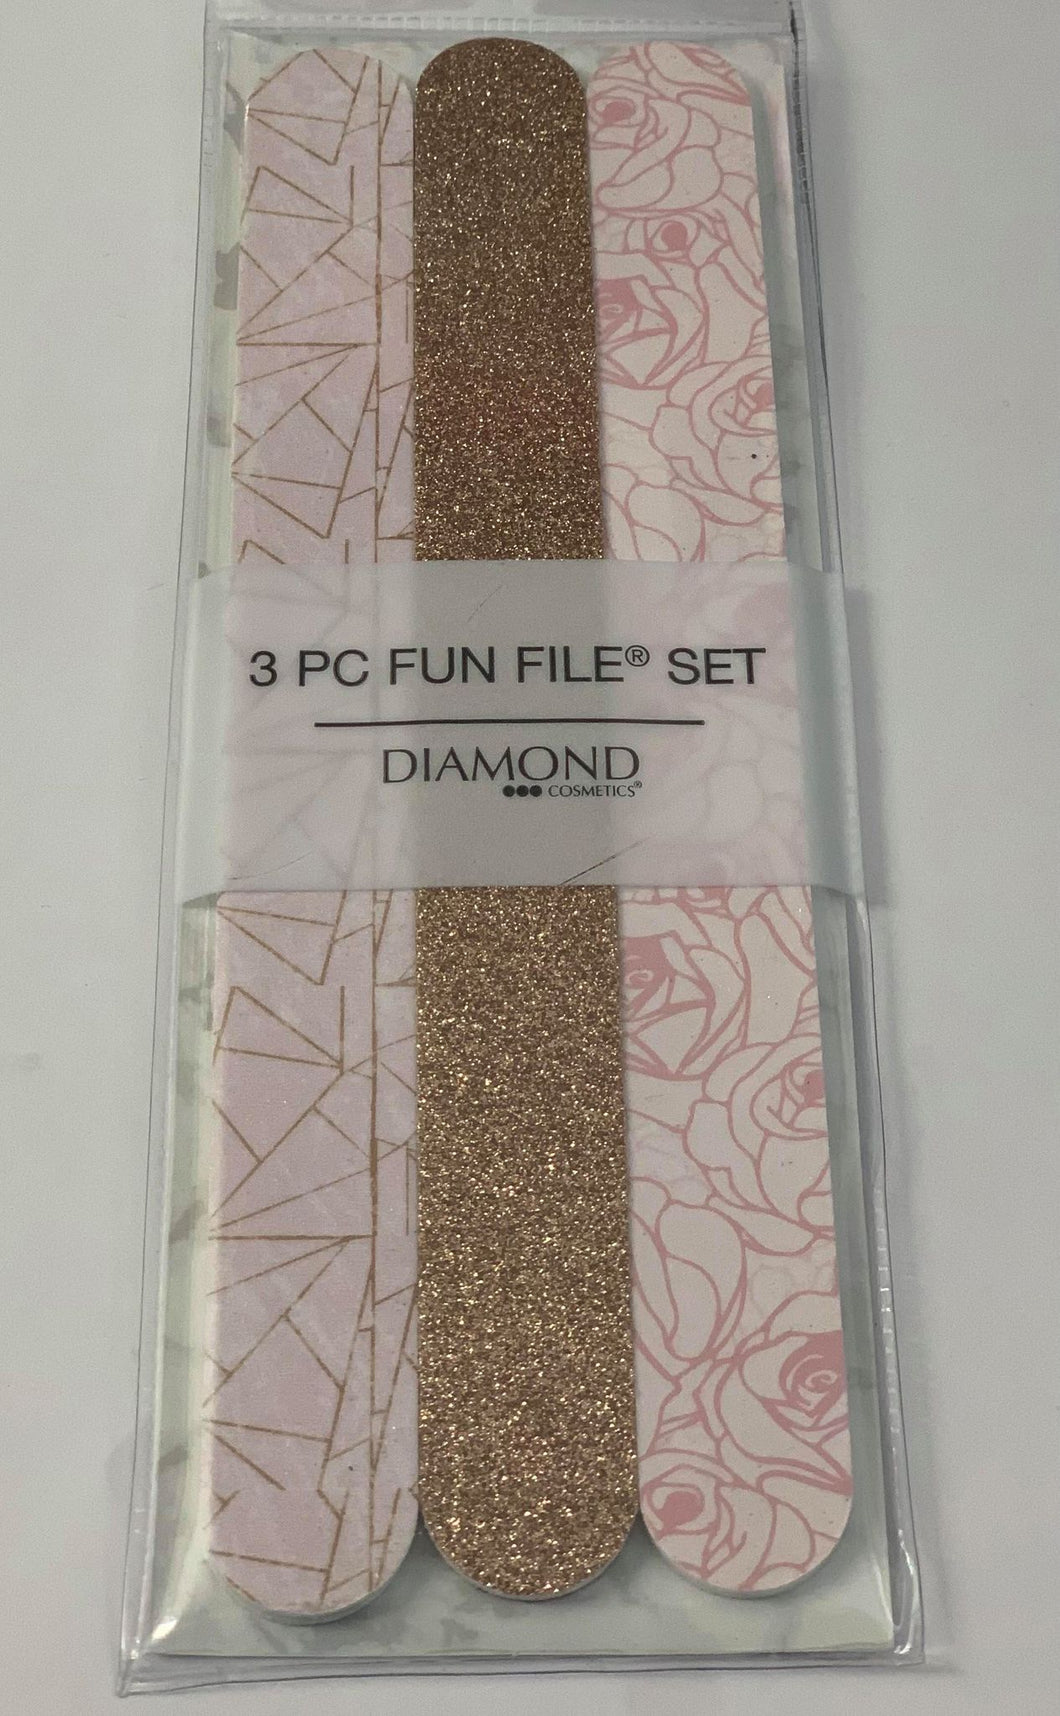 3 PC FUN FILE® SET
DIAMOND
COSMETICS®